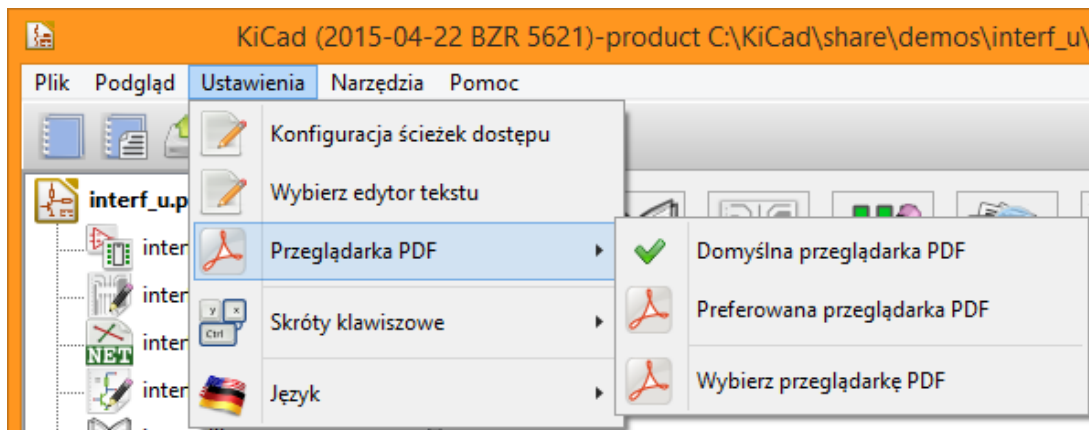 KiCad (2015-04-22 BZR 5621)-product C:\KiCad\share\demos\interf_u\
Plik Podgląd Ustawienia Narzędzia Pomoc
Konfiguracja ścieżek dostępu
interf_u.p
Wybierz edytor tekstu
inter
Przeglądarka PDF
Domyślna przeglądarka PDF
inter
Preferowana przeglądarka PDF
y x
Ctrl
Skróty klawiszowe
NET
inter
Wybierz przeglądarkę PDF
inter
Język